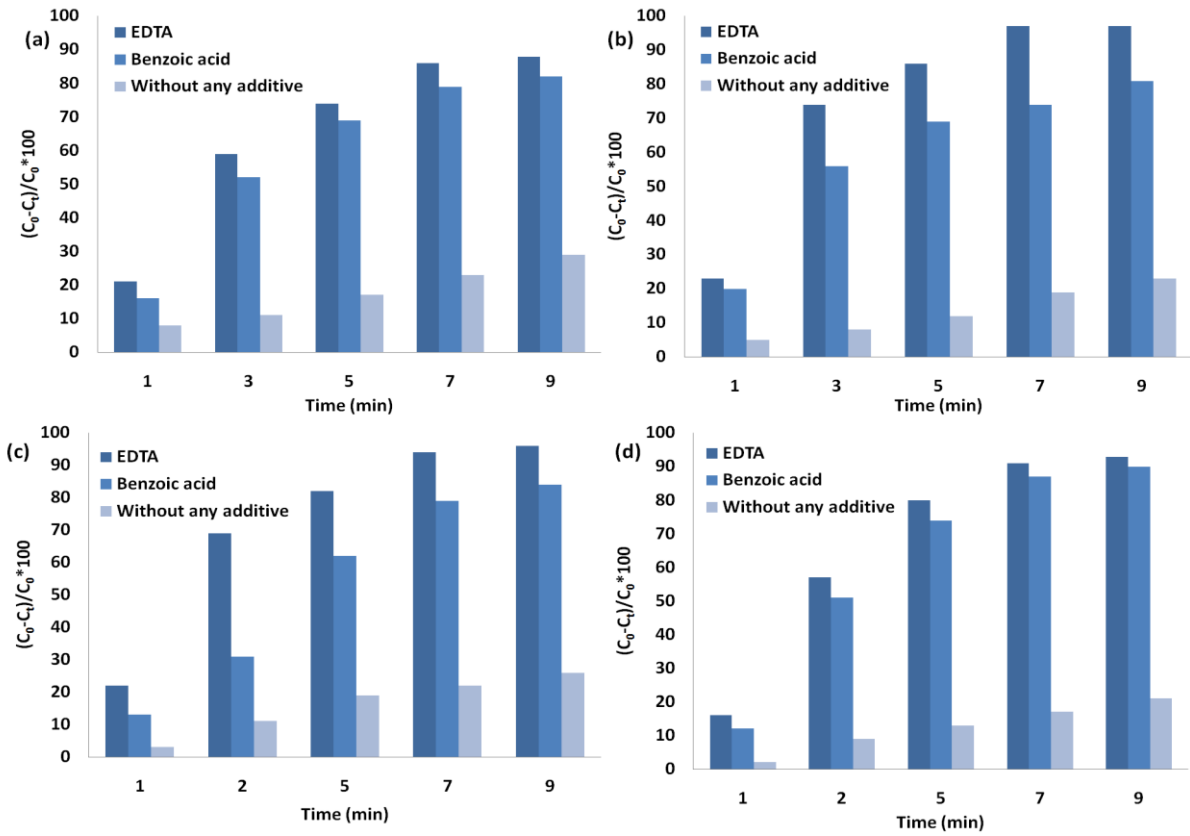 (a)
EDTA
Benzoic acid
Without any additive
(C₀-Cₜ)/C₀*100
100
90
80
70
60
50
40
30
20
10
0
1 3 5 7 9
Time (min)
(b)
EDTA
Benzoic acid
Without any additive
(C₀-Cₜ)/C₀*100
100
90
80
70
60
50
40
30
20
10
0
1 3 5 7 9
Time (min)
(c)
EDTA
Benzoic acid
Without any additive
(C₀-Cₜ)/C₀*100
100
90
80
70
60
50
40
30
20
10
0
1 2 5 7 9
Time (min)
(d)
EDTA
Benzoic acid
Without any additive
(C₀-Cₜ)/C₀*100
100
90
80
70
60
50
40
30
20
10
0
1 2 5 7 9
Time (min)